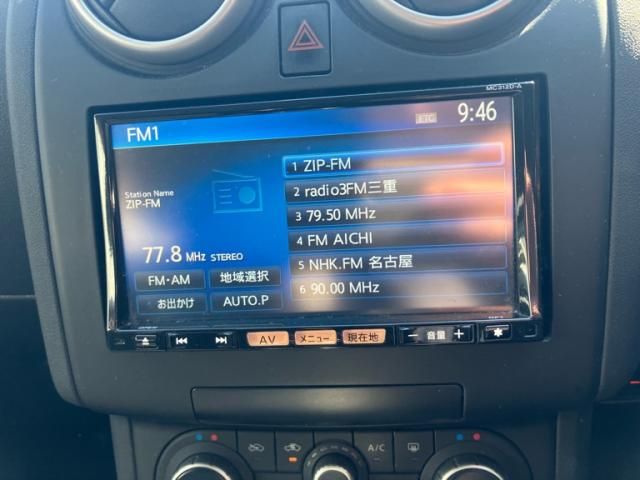 MC312D-A
FM1
ETC
9:46
Station Name
ZIP-FM
77.8 MHz STEREO
FM・AM
地域選択
お出かけ
AUTO.P
1 ZIP-FM
2 radio3FM三重
3 79.50 MHz
4 FM AICHI
5 NHK.FM 名古屋
6 90.00 MHz
AV
メニュー
現在地
− 音量 +
A/C